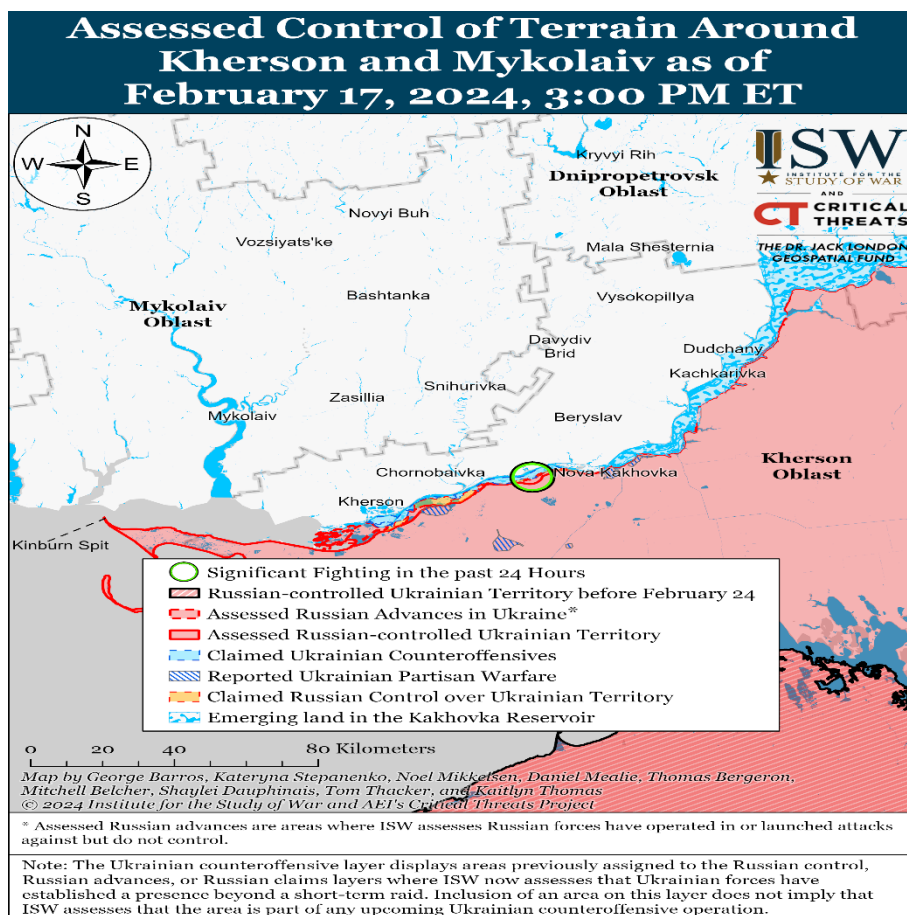 Assessed Control of Terrain Around
Kherson and Mykolaiv as of
February 17, 2024, 3:00 PM ET
N
W
E
S
ISW
INSTITUTE FOR THE
STUDY OF WAR
AND
CT CRITICAL
THREATS
THE DR. JACK LONDON
GEOSPATIAL FUND
Kryvyi Rih
Dnipropetrovsk
Oblast
Novyi Buh
Vozsiyats'ke
Mala Shesternia
Bashtanka
Vysokopillya
Mykolaiv
Oblast
Davydiv
Brid
Dudchany
Kachkarivka
Snihurivka
Zasillia
Mykolaiv
Beryslav
Kherson
Oblast
Chornobaivka
Nova Kakhovka
Kherson
Kinburn Spit
Significant Fighting in the past 24 Hours
Russian-controlled Ukrainian Territory before February 24
Assessed Russian Advances in Ukraine*
Assessed Russian-controlled Ukrainian Territory
Claimed Ukrainian Counteroffensives
Reported Ukrainian Partisan Warfare
Claimed Russian Control over Ukrainian Territory
Emerging land in the Kakhovka Reservoir
0 20 40 80 Kilometers
Map by George Barros, Kateryna Stepanenko, Noel Mikkelsen, Daniel Mealie, Thomas Bergeron,
Mitchell Belcher, Shaylei Dauphinais, Tom Thacker, and Kaitlyn Thomas
© 2024 Institute for the Study of War and AEI's Critical Threats Project
* Assessed Russian advances are areas where ISW assesses Russian forces have operated in or launched attacks
against but do not control.
Note: The Ukrainian counteroffensive layer displays areas previously assigned to the Russian control,
Russian advances, or Russian claims layers where ISW now assesses that Ukrainian forces have
established a presence beyond a short-term raid. Inclusion of an area on this layer does not imply that
ISW assesses that the area is part of any upcoming Ukrainian counteroffensive operation.